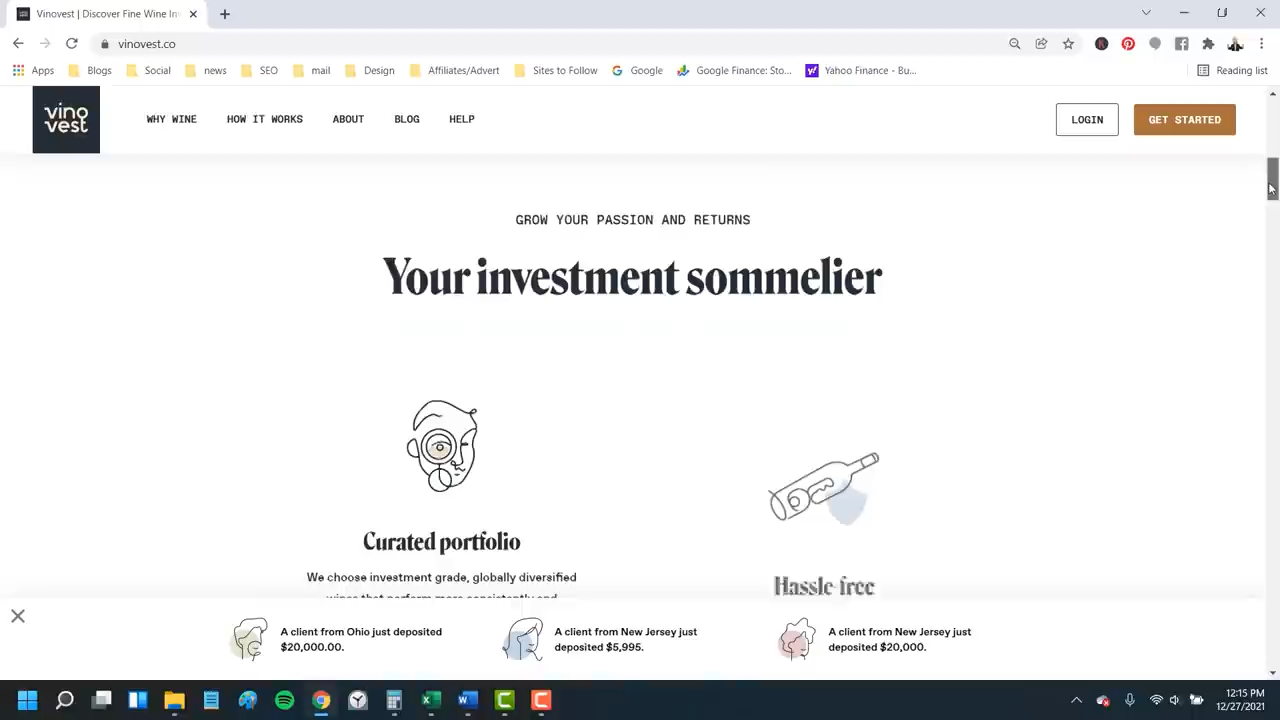 Vinovest | Discover Fine Wine In
vinovest.co
Apps
Blogs
Social
news
SEO
mail
Design
Affiliates/Advert
Sites to Follow
Google
Google Finance: Sto...
Yahoo Finance - Bu...
Reading list
vino
vest
WHY WINE
HOW IT WORKS
ABOUT
BLOG
HELP
LOGIN
GET STARTED
GROW YOUR PASSION AND RETURNS
Your investment sommelier
Curated portfolio
We choose investment grade, globally diversified
wines that perform more consistently and
Hassle-free
A client from Ohio just deposited
$20,000.00.
A client from New Jersey just
deposited $5,995.
A client from New Jersey just
deposited $20,000.
12:15 PM
12/27/2021